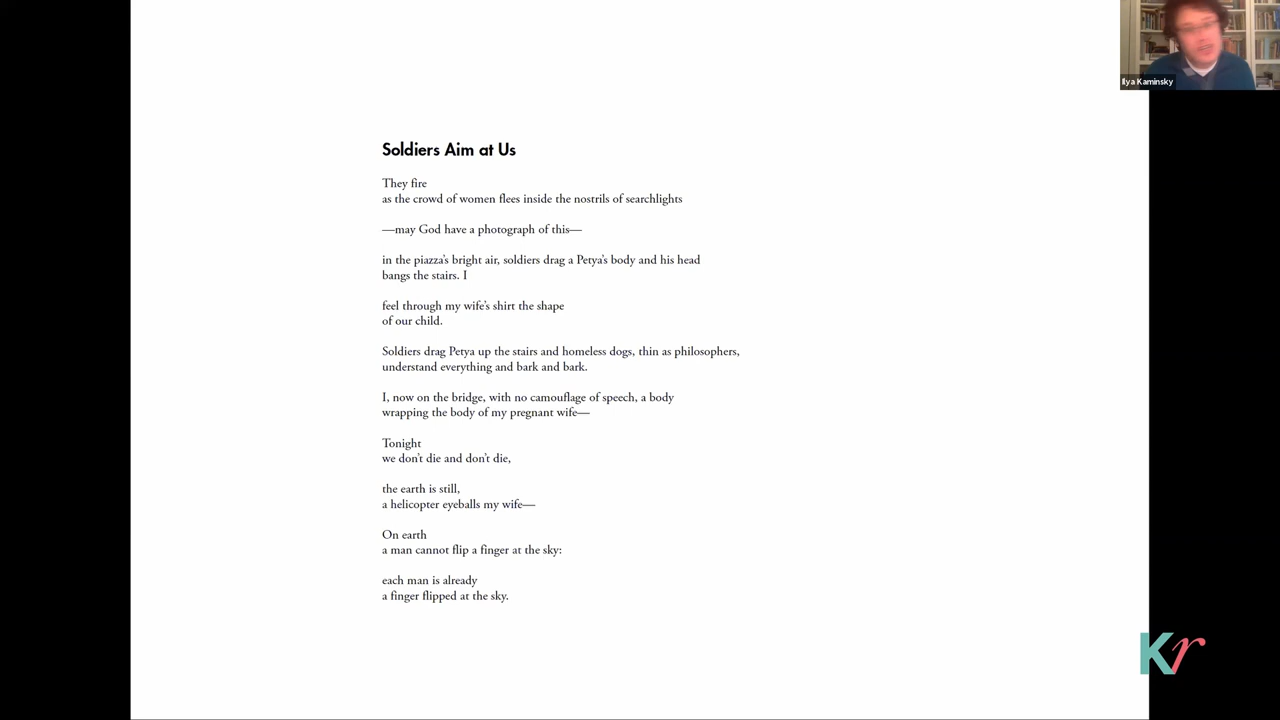 Ilya Kaminsky
Soldiers Aim at Us
They fire
as the crowd of women flees inside the nostrils of searchlights
—may God have a photograph of this—
in the piazza's bright air, soldiers drag a Petya's body and his head
bangs the stairs. I
feel through my wife's shirt the shape
of our child.
Soldiers drag Petya up the stairs and homeless dogs, thin as philosophers,
understand everything and bark and bark.
I, now on the bridge, with no camouflage of speech, a body
wrapping the body of my pregnant wife—
Tonight
we don't die and don't die,
the earth is still,
a helicopter eyeballs my wife—
On earth
a man cannot flip a finger at the sky:
each man is already
a finger flipped at the sky.
Kr